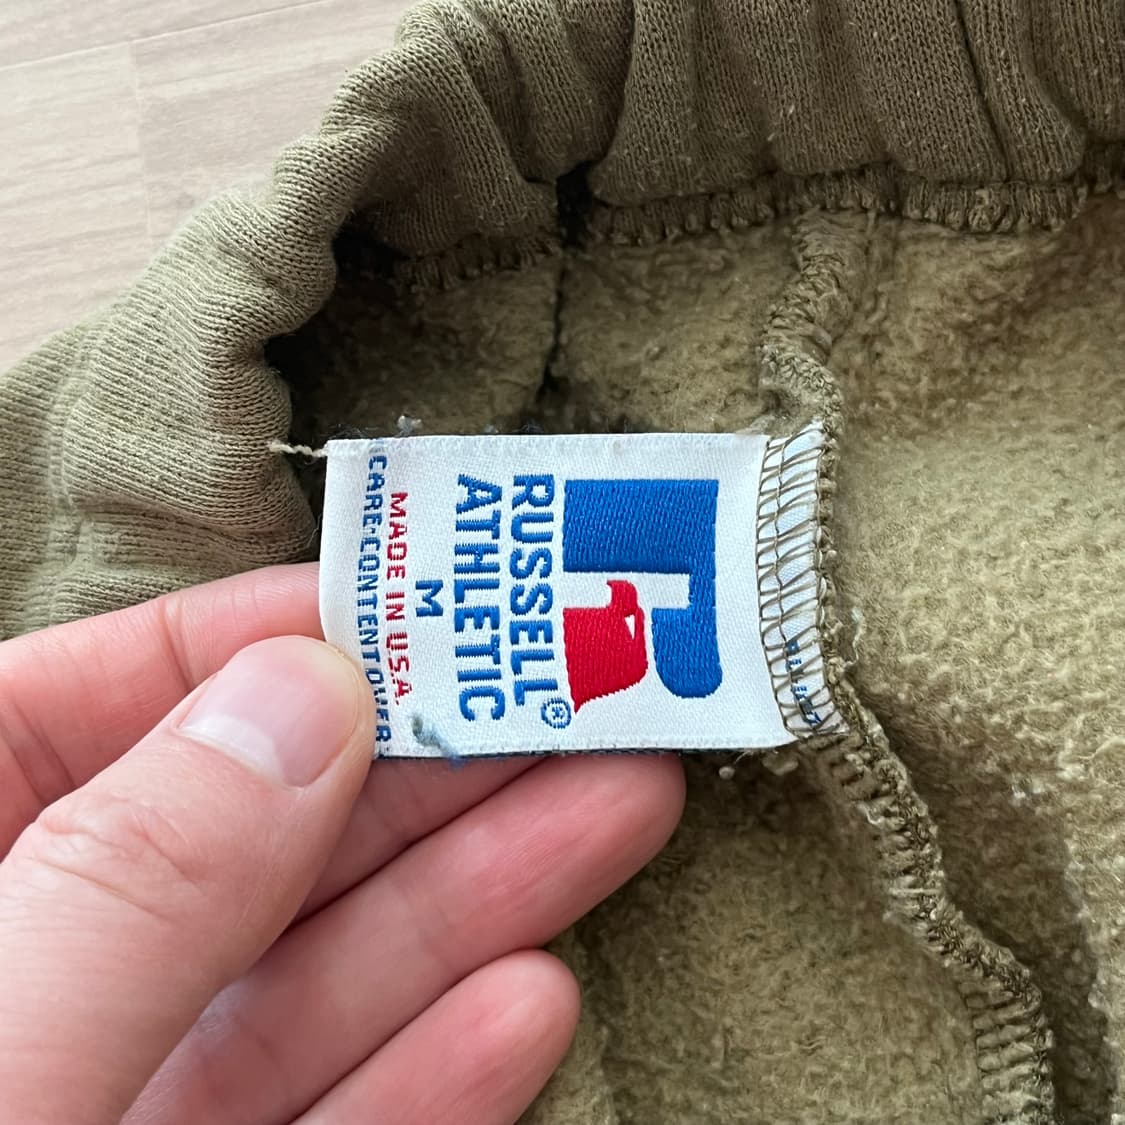 RUSSELL®
ATHLETIC
M
MADE IN U.S.A.
CARE·CONTENT OVER